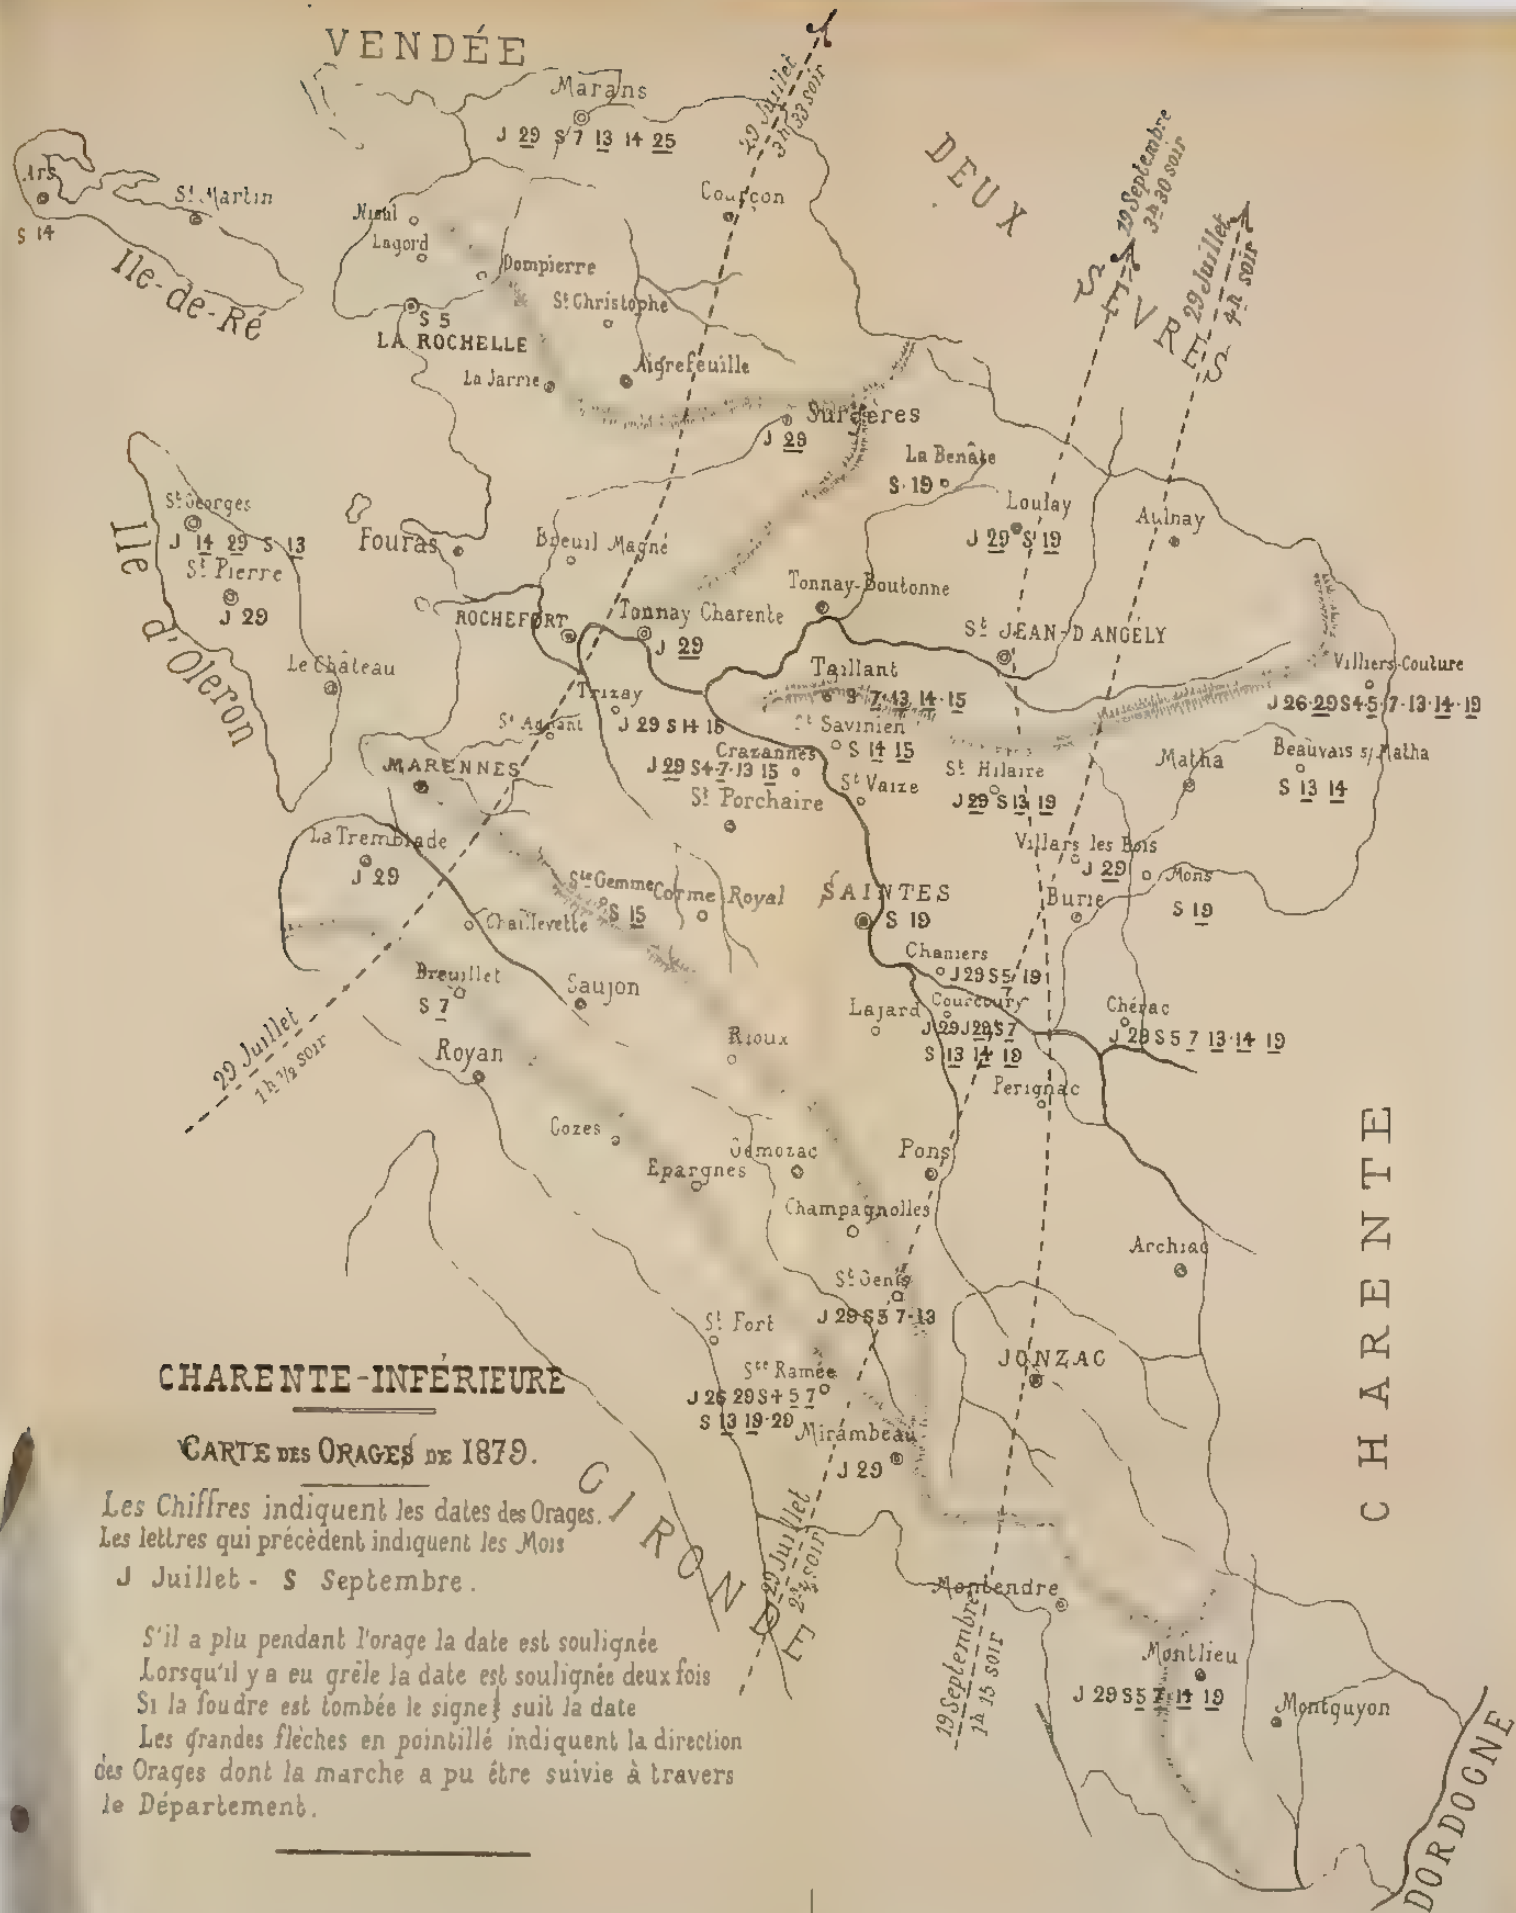 VENDÉE
Marans
J 29 S 7 13 14 25
29 Juillet
3h 33 soir
DEUX
SÈVRES
19 Septembre
3h 30 soir
29 Juillet
4h soir
Ars
S 14
St Martin
Ile-de-Ré
Nieul
Lagord
Courçon
Dompierre
St Christophe
S 5
LA ROCHELLE
La Jarrie
Aigrefeuille
Surgères
J 29
La Benâte
S. 19
Loulay
J 29 S 19
Aulnay
St Georges
J 14 29 S 13
St Pierre
J 29
Ile d'Oleron
Le Château
Fouras
Breuil Magné
ROCHEFORT
Tonnay Charente
J 29
Tonnay-Boutonne
St JEAN-D'ANGÉLY
Taillant
S 7-13 14-15
Villiers-Couture
J 26-29 S 4-5-7-13-14-19
Trizay
J 29 S 14 15
St Agnant
St Savinien
S 14 15
Crazannes
J 29 S 4-7-13 15
St Porchaire
St Vaize
St Hilaire
J 29 S 13 19
Matha
Beauvais s/ Matha
S 13 14
MARENNES
La Tremblade
J 29
Villars les Bois
J 29
Mons
S 19
Burie
Ste Gemme
S 15
Corme Royal
SAINTES
S 19
Chaillevette
Chaniers
J 29 S 5 19
Breuillet
S 7
Saujon
Lajard
Courcoury
J 29 J 29 S 7
S 13 14 19
Chérac
J 29 S 5 7 13-14 19
29 Juillet
1h ½ soir
Royan
Rioux
Perignac
Cozes
Gémozac
Pons
Epargnes
Champagnolles
Archiac
CHARENTE
St Genis
J 29 S 5 7-13
St Fort
JONZAC
Ste Ramée
J 26 29 S 4 5 7
S 13 19-29
Mirambeau
J 29
CHARENTE-INFÉRIEURE
CARTE DES ORAGES DE 1879.
Les Chiffres indiquent les dates des Orages.
Les lettres qui précèdent indiquent les Mois
J Juillet - S Septembre.
S'il a plu pendant l'orage la date est soulignée
Lorsqu'il y a eu grêle la date est soulignée deux fois
Si la foudre est tombée le signe suit la date
Les grandes flèches en pointillé indiquent la direction
des Orages dont la marche a pu être suivie à travers
le Département.
GIRONDE
29 Juillet
soir
Montendre
19 Septembre
1h 15 soir
Montlieu
J 29 S 5 7 14 19
Montguyon
DORDOGNE